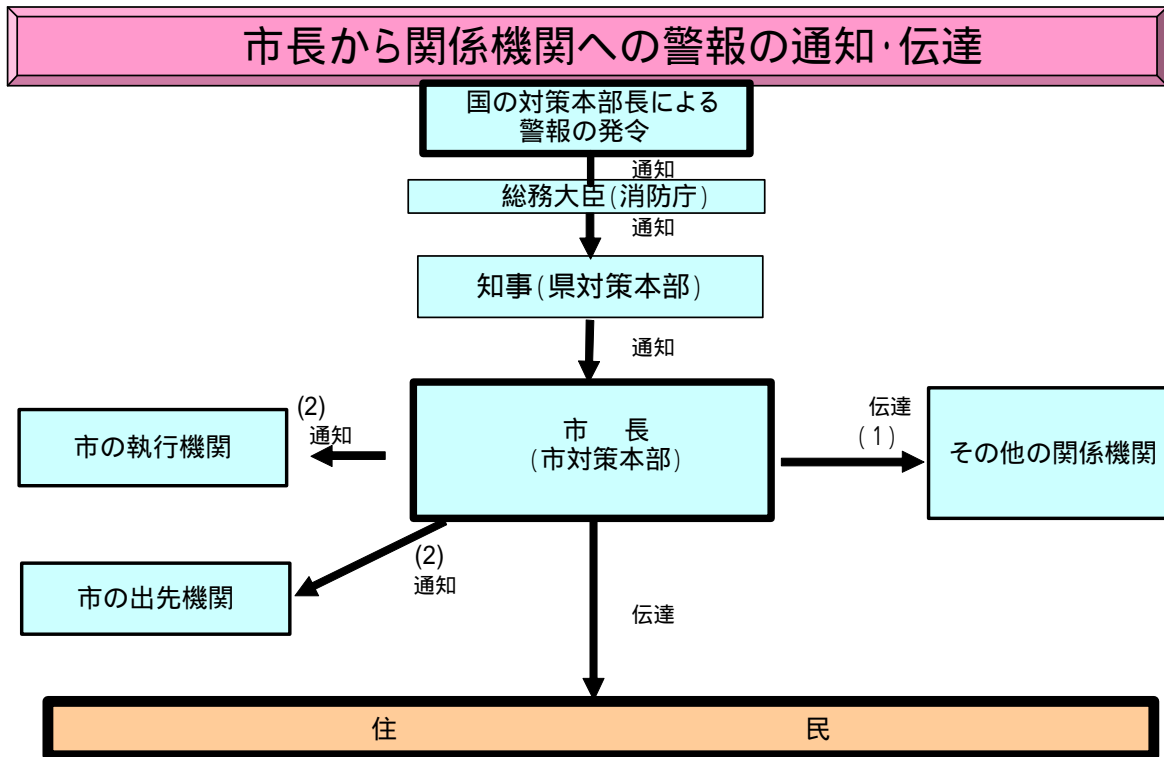 市長から関係機関への警報の通知･伝達
国の対策本部長による
警報の発令
通知
総務大臣(消防庁)
通知
知事(県対策本部)
通知
市　長
(市対策本部)
(2)
通知
市の執行機関
伝達
(1)
その他の関係機関
(2)
通知
市の出先機関
伝達
住　民